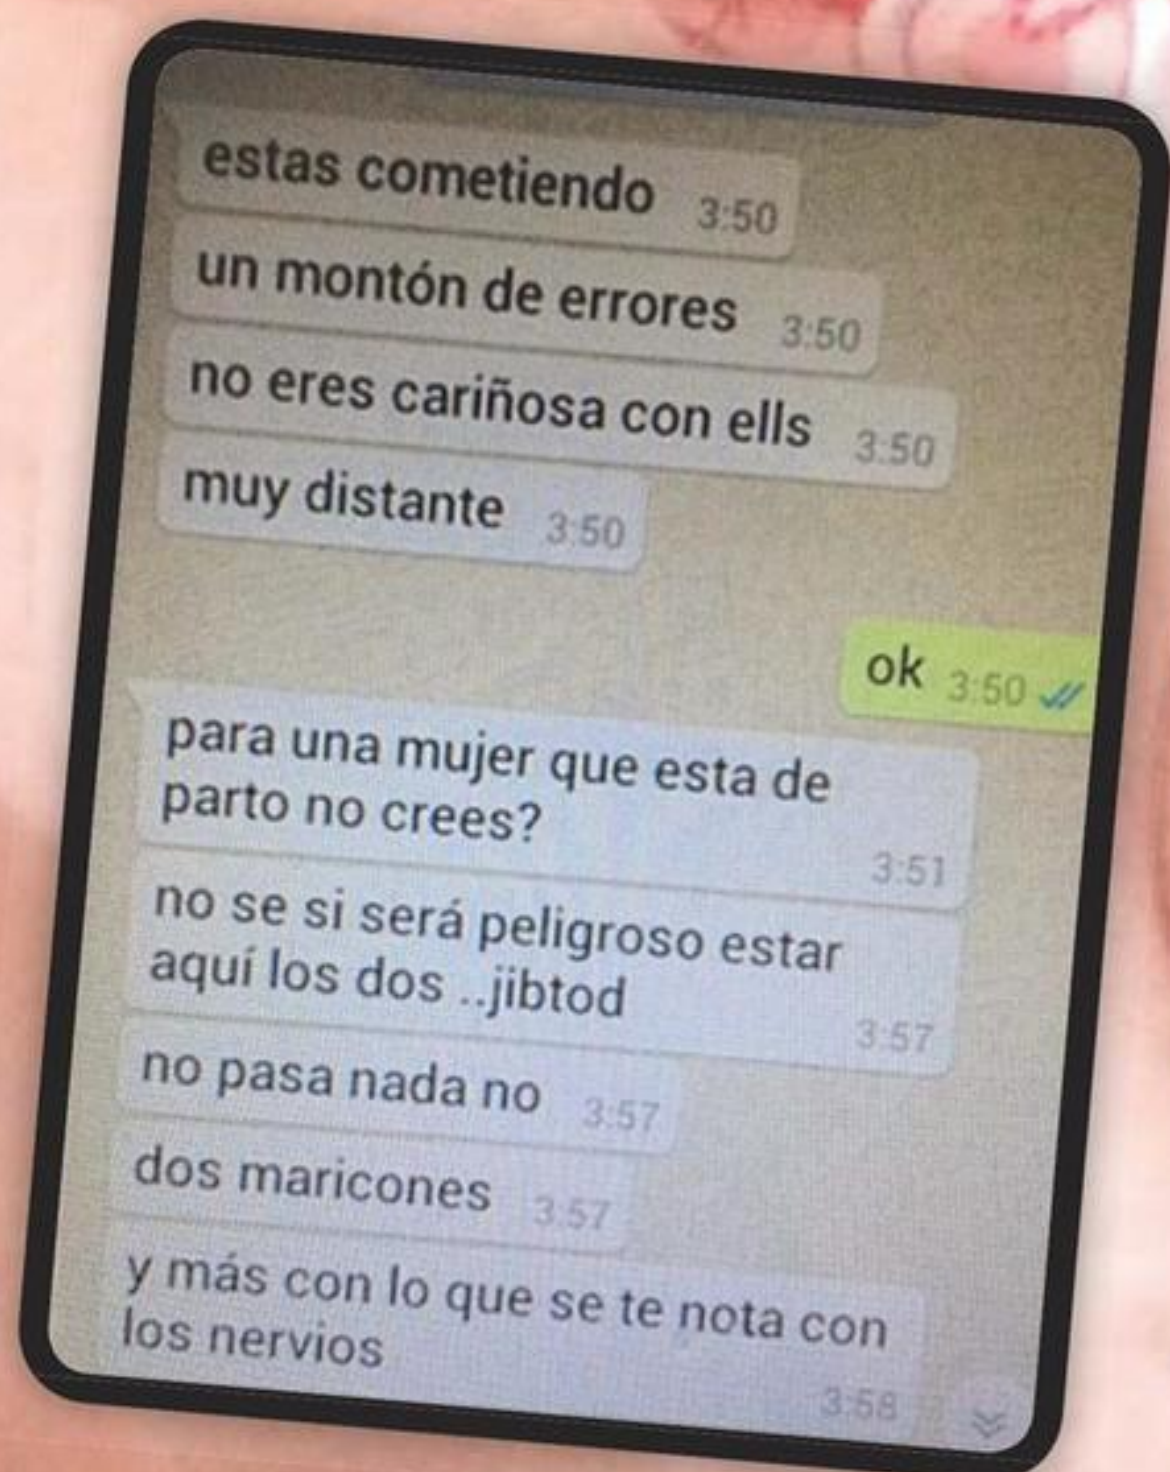 estas cometiendo 3:50
un montón de errores 3:50
no eres cariñosa con ells 3:50
muy distante 3:50
ok 3:50
para una mujer que esta de
parto no crees?
3:51
no se si será peligroso estar
aquí los dos ..jibtod
3:57
no pasa nada no 3:57
dos maricones 3:57
y más con lo que se te nota con
los nervios
3:58